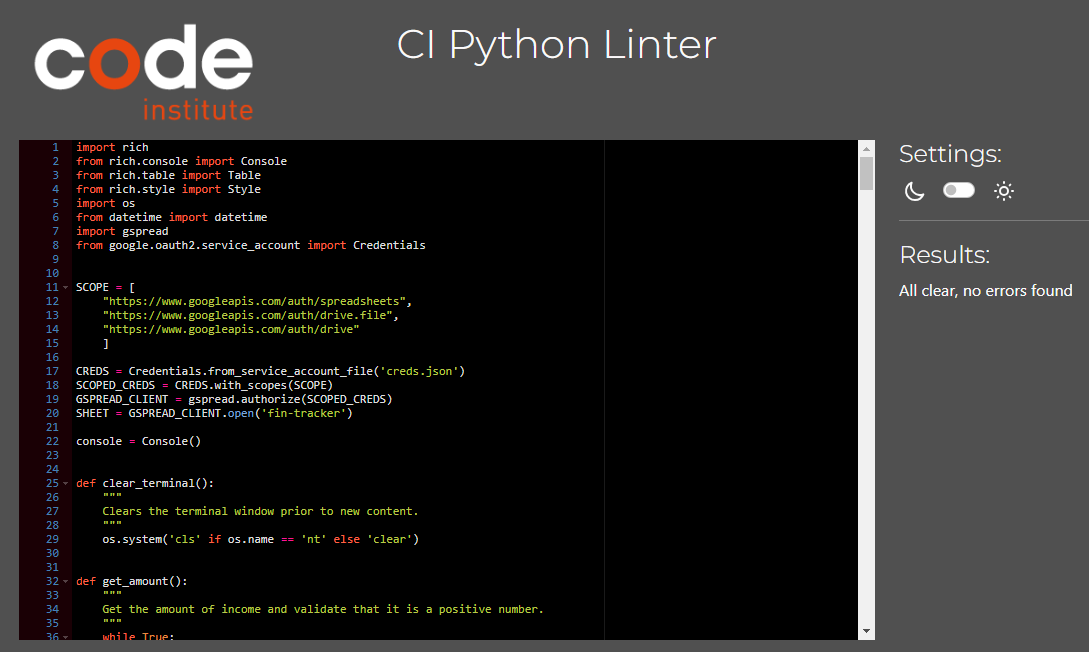 code
institute
CI Python Linter
1 import rich
2 from rich.console import Console
3 from rich.table import Table
4 from rich.style import Style
5 import os
6 from datetime import datetime
7 import gspread
8 from google.oauth2.service_account import Credentials
9
10
11 SCOPE = [
12     "https://www.googleapis.com/auth/spreadsheets",
13     "https://www.googleapis.com/auth/drive.file",
14     "https://www.googleapis.com/auth/drive"
15     ]
16
17 CREDS = Credentials.from_service_account_file('creds.json')
18 SCOPED_CREDS = CREDS.with_scopes(SCOPE)
19 GSPREAD_CLIENT = gspread.authorize(SCOPED_CREDS)
20 SHEET = GSPREAD_CLIENT.open('fin-tracker')
21
22 console = Console()
23
24
25 def clear_terminal():
26     """
27     Clears the terminal window prior to new content.
28     """
29     os.system('cls' if os.name == 'nt' else 'clear')
30
31
32 def get_amount():
33     """
34     Get the amount of income and validate that it is a positive number.
35     """
36     while True:
Settings:
Results:
All clear, no errors found